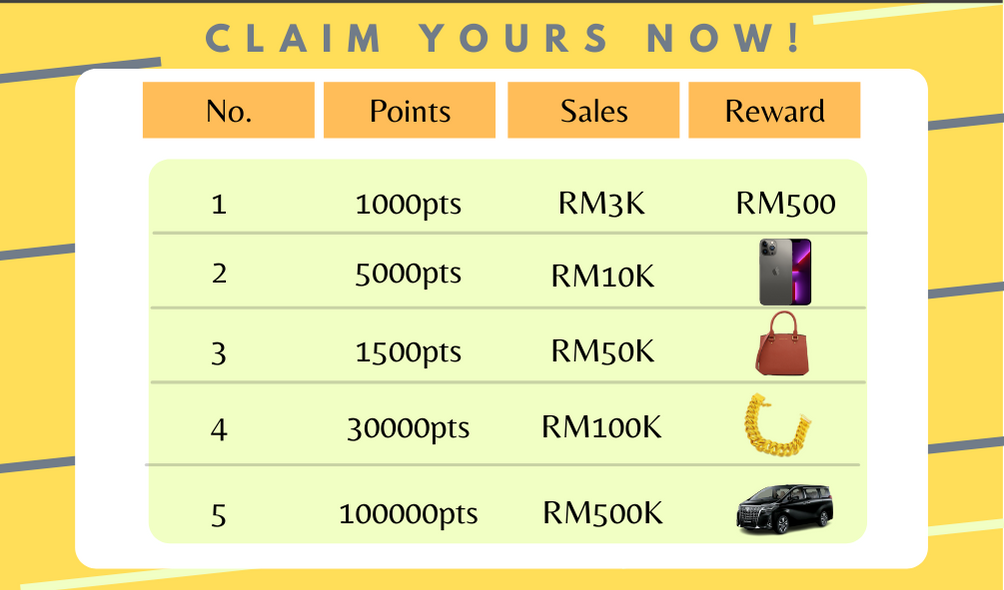 CLAIM YOURS NOW!
No. Points Sales Reward
1 1000pts RM3K RM500
2 5000pts RM10K
3 1500pts RM50K
4 30000pts RM100K
5 100000pts RM500K